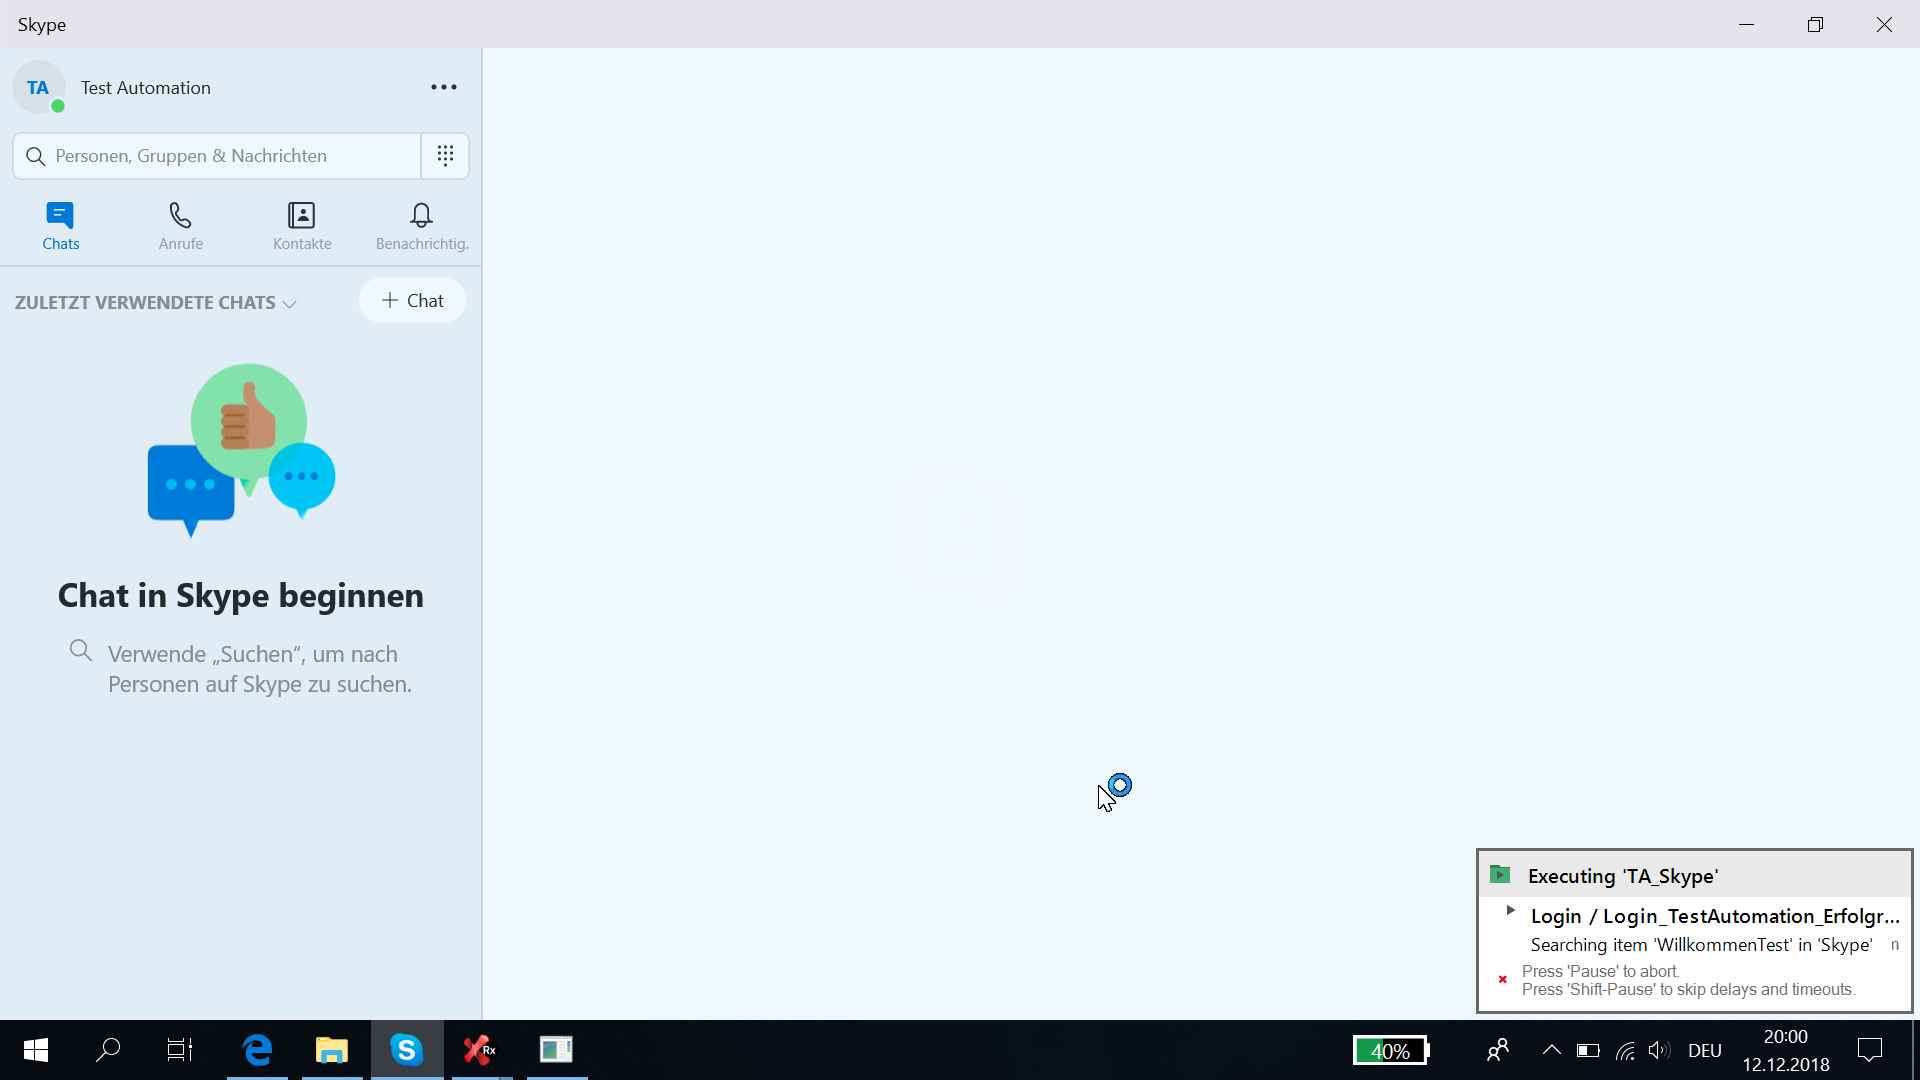 Skype
TA
Test Automation
Personen, Gruppen & Nachrichten
Chats
Anrufe
Kontakte
Benachrichtig.
ZULETZT VERWENDETE CHATS
Chat
Chat in Skype beginnen
Verwende „Suchen“, um nach
Personen auf Skype zu suchen.
Executing 'TA_Skype'
Login / Login_TestAutomation_Erfolgr...
Searching item 'WillkommenTest' in 'Skype' n
Press 'Pause' to abort.
Press 'Shift-Pause' to skip delays and timeouts.
Rx
40%
DEU
20:00
12.12.2018